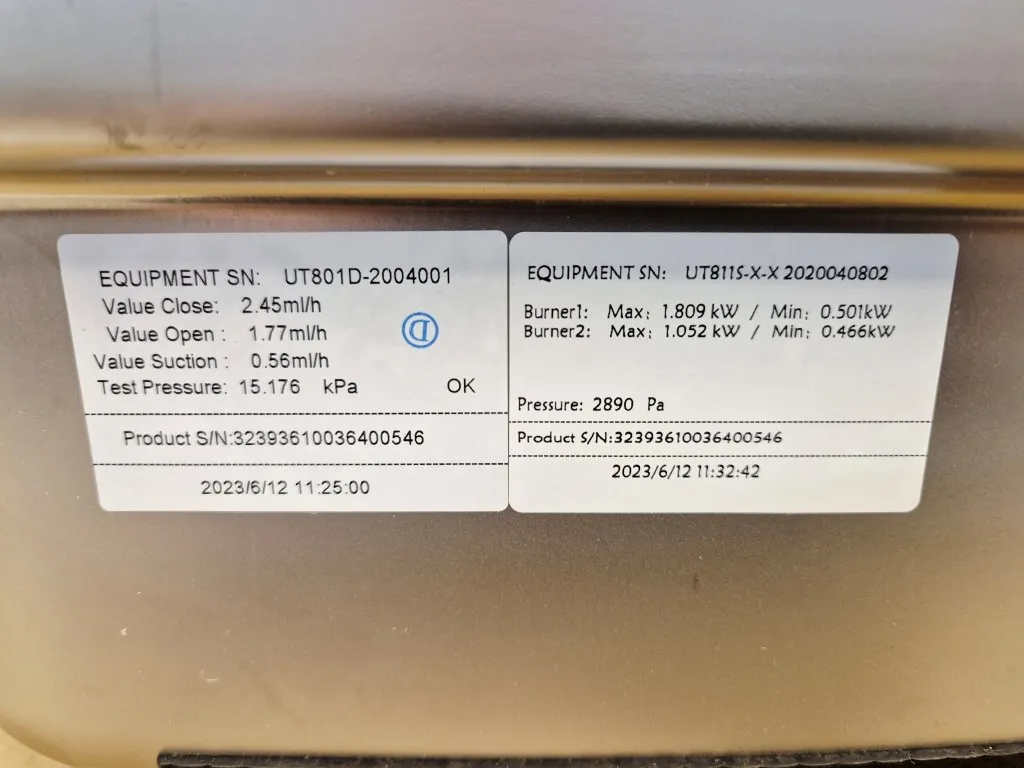 EQUIPMENT SN: UT801D-2004001
Value Close: 2.45ml/h
Value Open : 1.77ml/h
Value Suction : 0.56ml/h
Test Pressure: 15.176 kPa OK
Product S/N:32393610036400546
2023/6/12 11:25:00
D
EQUIPMENT SN: UT811S-X-X 2020040802
Burner1: Max: 1.809 kW / Min: 0.501kW
Burner2: Max: 1.052 kW / Min: 0.466kW
Pressure: 2890 Pa
Product S/N:32393610036400546
2023/6/12 11:32:42